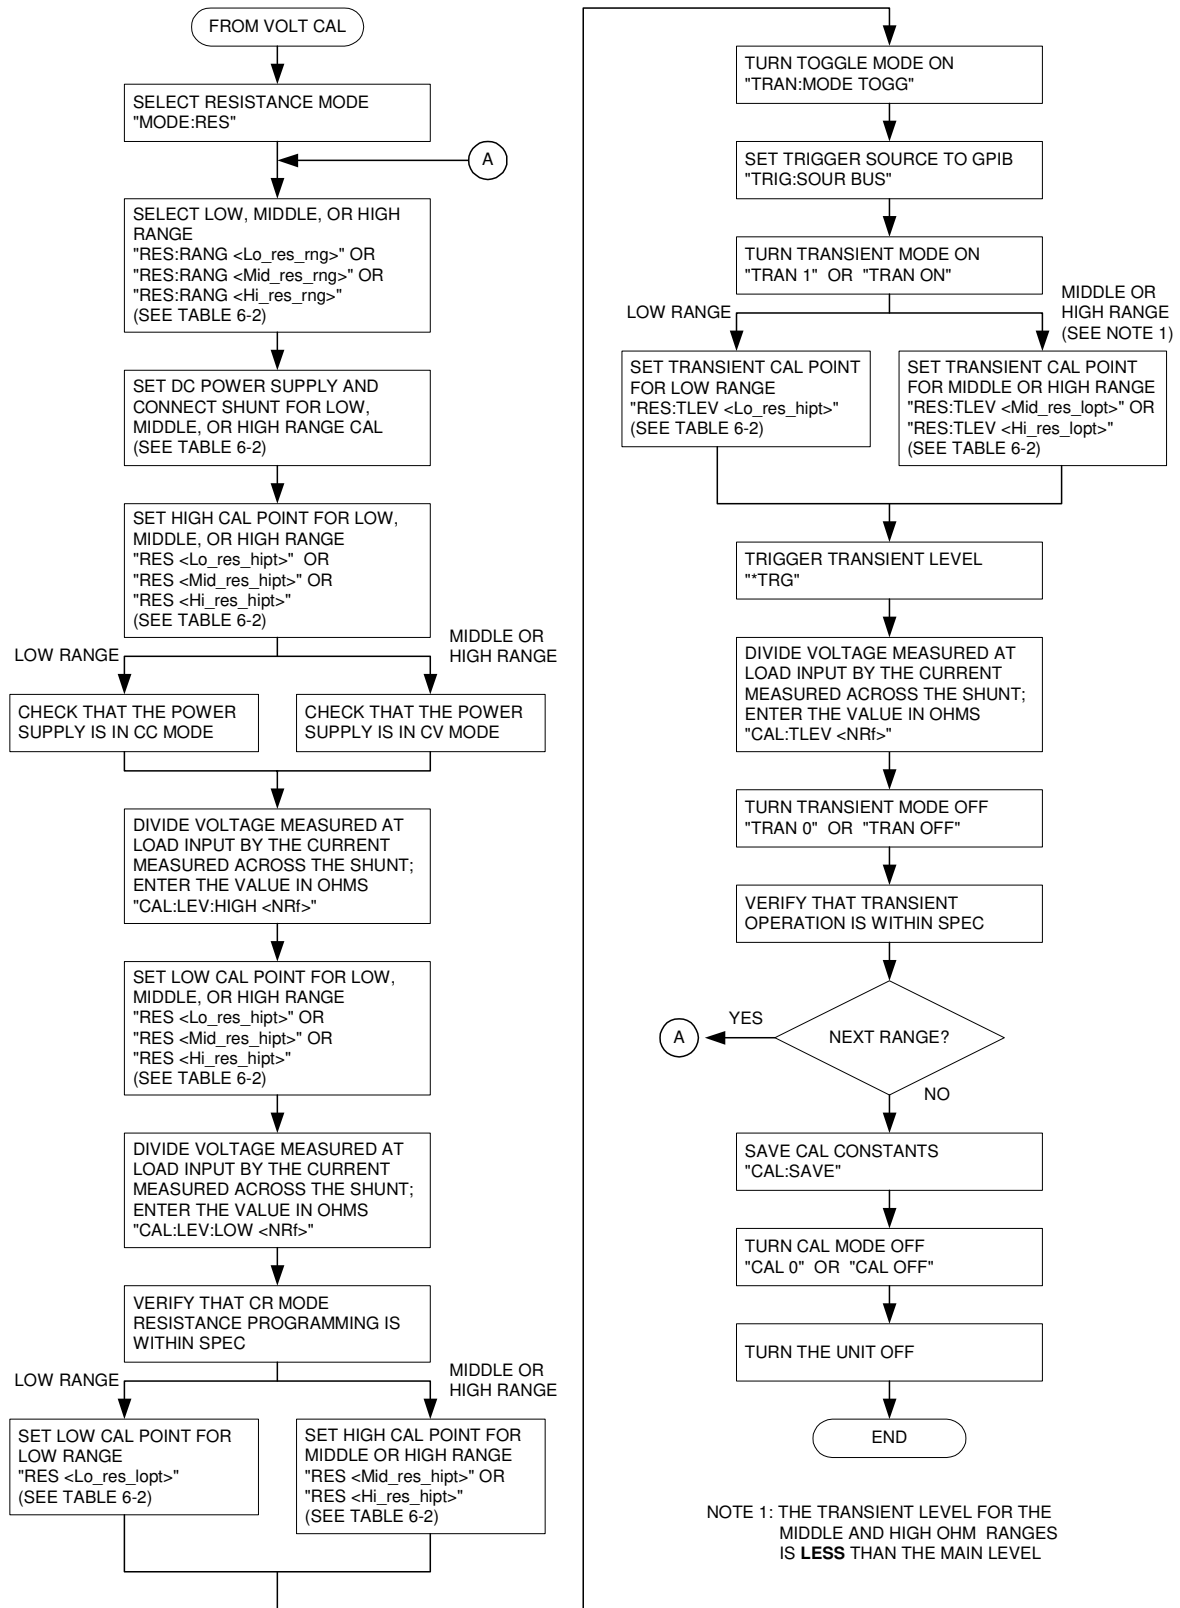 FROM VOLT CAL
SELECT RESISTANCE MODE
"MODE:RES"
A
SELECT LOW, MIDDLE, OR HIGH
RANGE
"RES:RANG <Lo_res_rng>" OR
"RES:RANG <Mid_res_rng>" OR
"RES:RANG <Hi_res_rng>"
(SEE TABLE 6-2)
SET DC POWER SUPPLY AND
CONNECT SHUNT FOR LOW,
MIDDLE, OR HIGH RANGE CAL
(SEE TABLE 6-2)
SET HIGH CAL POINT FOR LOW,
MIDDLE, OR HIGH RANGE
"RES <Lo_res_hipt>" OR
"RES <Mid_res_hipt>" OR
"RES <Hi_res_hipt>"
(SEE TABLE 6-2)
LOW RANGE
MIDDLE OR
HIGH RANGE
CHECK THAT THE POWER
SUPPLY IS IN CC MODE
CHECK THAT THE POWER
SUPPLY IS IN CV MODE
DIVIDE VOLTAGE MEASURED AT
LOAD INPUT BY THE CURRENT
MEASURED ACROSS THE SHUNT;
ENTER THE VALUE IN OHMS
"CAL:LEV:HIGH <NRf>"
SET LOW CAL POINT FOR LOW,
MIDDLE, OR HIGH RANGE
"RES <Lo_res_hipt>" OR
"RES <Mid_res_hipt>" OR
"RES <Hi_res_hipt>"
(SEE TABLE 6-2)
DIVIDE VOLTAGE MEASURED AT
LOAD INPUT BY THE CURRENT
MEASURED ACROSS THE SHUNT;
ENTER THE VALUE IN OHMS
"CAL:LEV:LOW <NRf>"
VERIFY THAT CR MODE
RESISTANCE PROGRAMMING IS
WITHIN SPEC
LOW RANGE
MIDDLE OR
HIGH RANGE
SET LOW CAL POINT FOR
LOW RANGE
"RES <Lo_res_lopt>"
(SEE TABLE 6-2)
SET HIGH CAL POINT FOR
MIDDLE OR HIGH RANGE
"RES <Mid_res_hipt>" OR
"RES <Hi_res_hipt>"
(SEE TABLE 6-2)
TURN TOGGLE MODE ON
"TRAN:MODE TOGG"
SET TRIGGER SOURCE TO GPIB
"TRIG:SOUR BUS"
TURN TRANSIENT MODE ON
"TRAN 1" OR "TRAN ON"
LOW RANGE
MIDDLE OR
HIGH RANGE
(SEE NOTE 1)
SET TRANSIENT CAL POINT
FOR LOW RANGE
"RES:TLEV <Lo_res_hipt>"
(SEE TABLE 6-2)
SET TRANSIENT CAL POINT
FOR MIDDLE OR HIGH RANGE
"RES:TLEV <Mid_res_lopt>" OR
"RES:TLEV <Hi_res_lopt>"
(SEE TABLE 6-2)
TRIGGER TRANSIENT LEVEL
"*TRG"
DIVIDE VOLTAGE MEASURED AT
LOAD INPUT BY THE CURRENT
MEASURED ACROSS THE SHUNT;
ENTER THE VALUE IN OHMS
"CAL:TLEV <NRf>"
TURN TRANSIENT MODE OFF
"TRAN 0" OR "TRAN OFF"
VERIFY THAT TRANSIENT
OPERATION IS WITHIN SPEC
NEXT RANGE?
YES
A
NO
SAVE CAL CONSTANTS
"CAL:SAVE"
TURN CAL MODE OFF
"CAL 0" OR "CAL OFF"
TURN THE UNIT OFF
END
NOTE 1: THE TRANSIENT LEVEL FOR THE
MIDDLE AND HIGH OHM RANGES
IS LESS THAN THE MAIN LEVEL